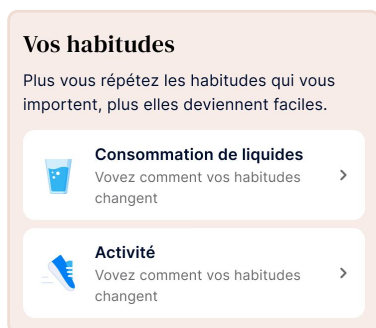 Vos habitudes
Plus vous répétez les habitudes qui vous
importent, plus elles deviennent faciles.
Consommation de liquides
Vovez comment vos habitudes
changent
Activité
Vovez comment vos habitudes
changent